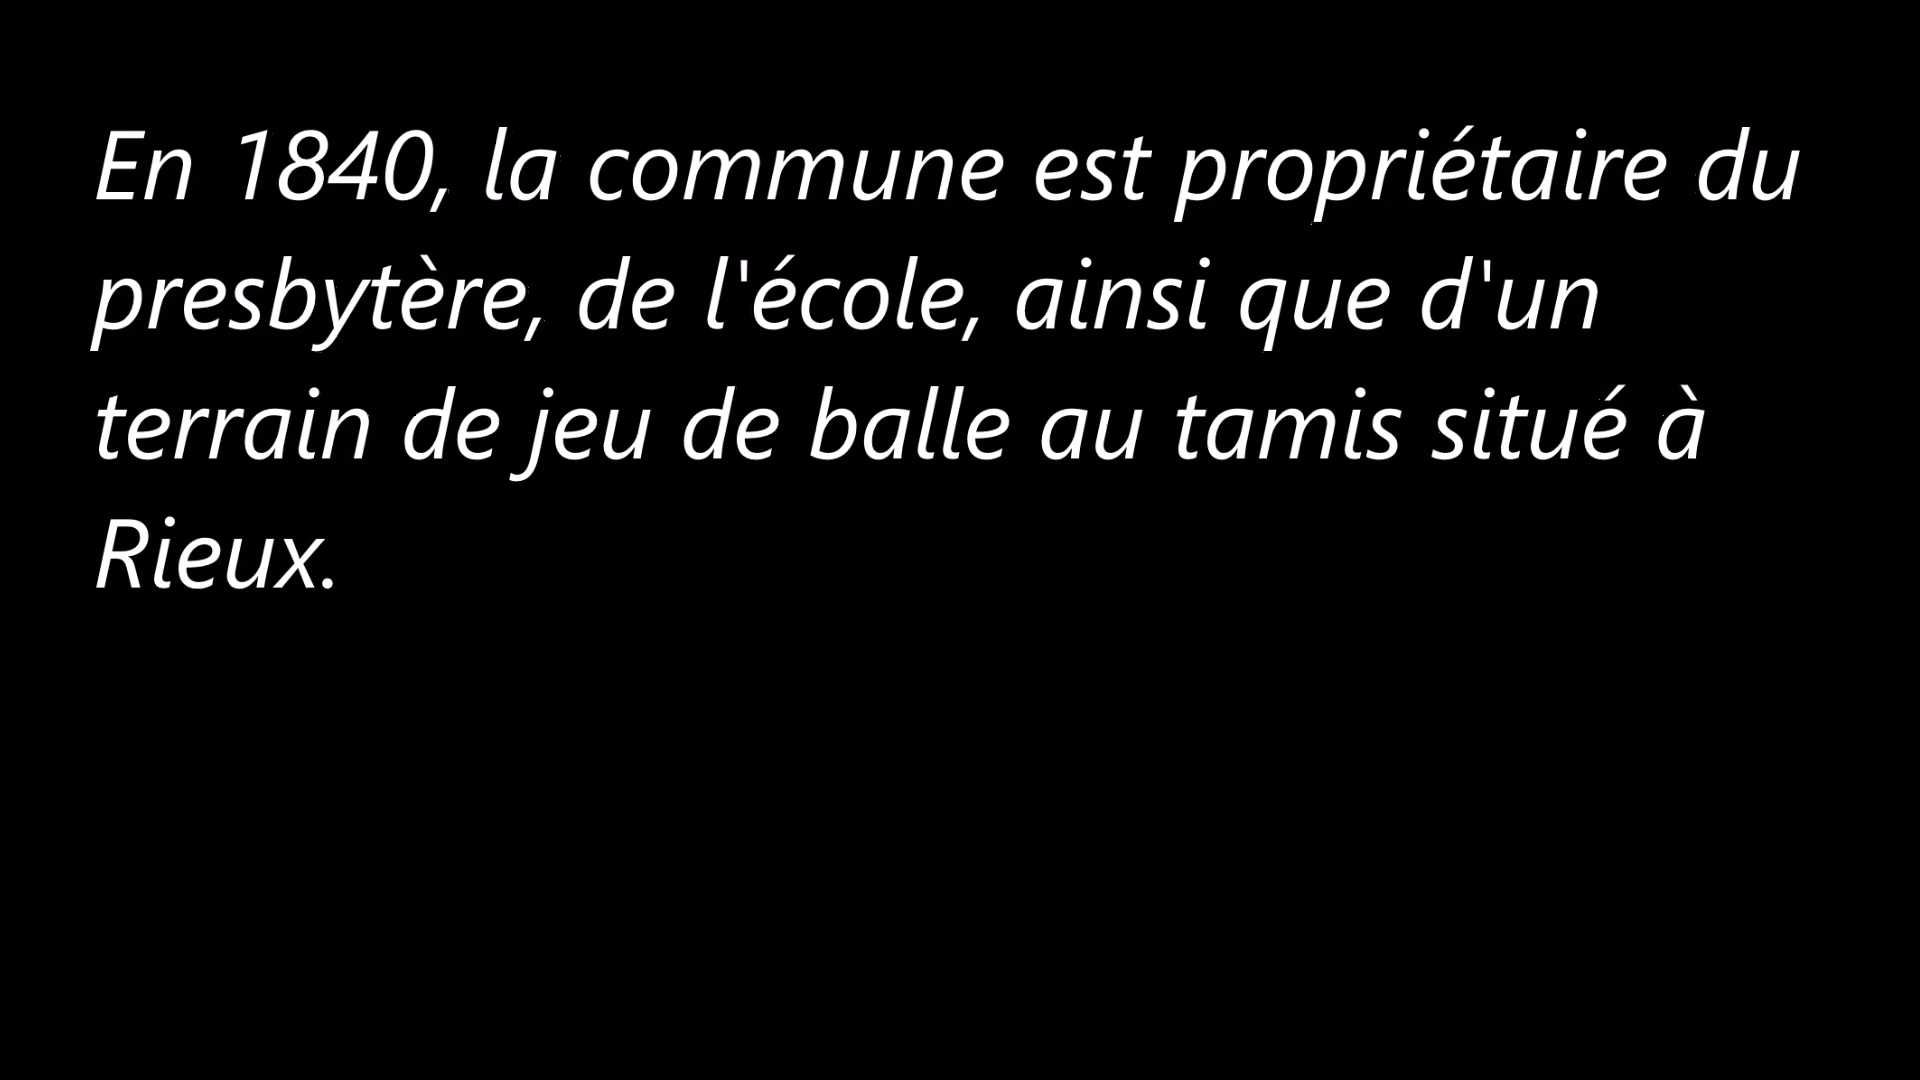 En 1840, la commune est propriétaire du
presbytère, de l'école, ainsi que d'un
terrain de jeu de balle au tamis situé à
Rieux.